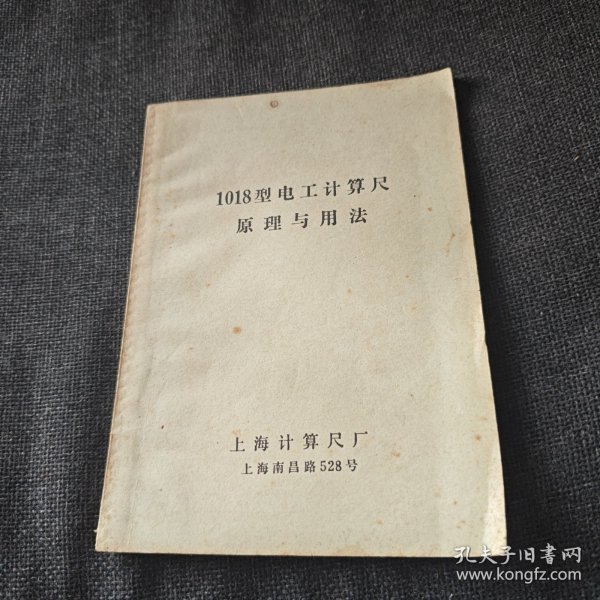 1018型电工计算尺
原理与用法
上海计算尺厂
上海南昌路528号
孔夫子旧书网
www.kongfz.com